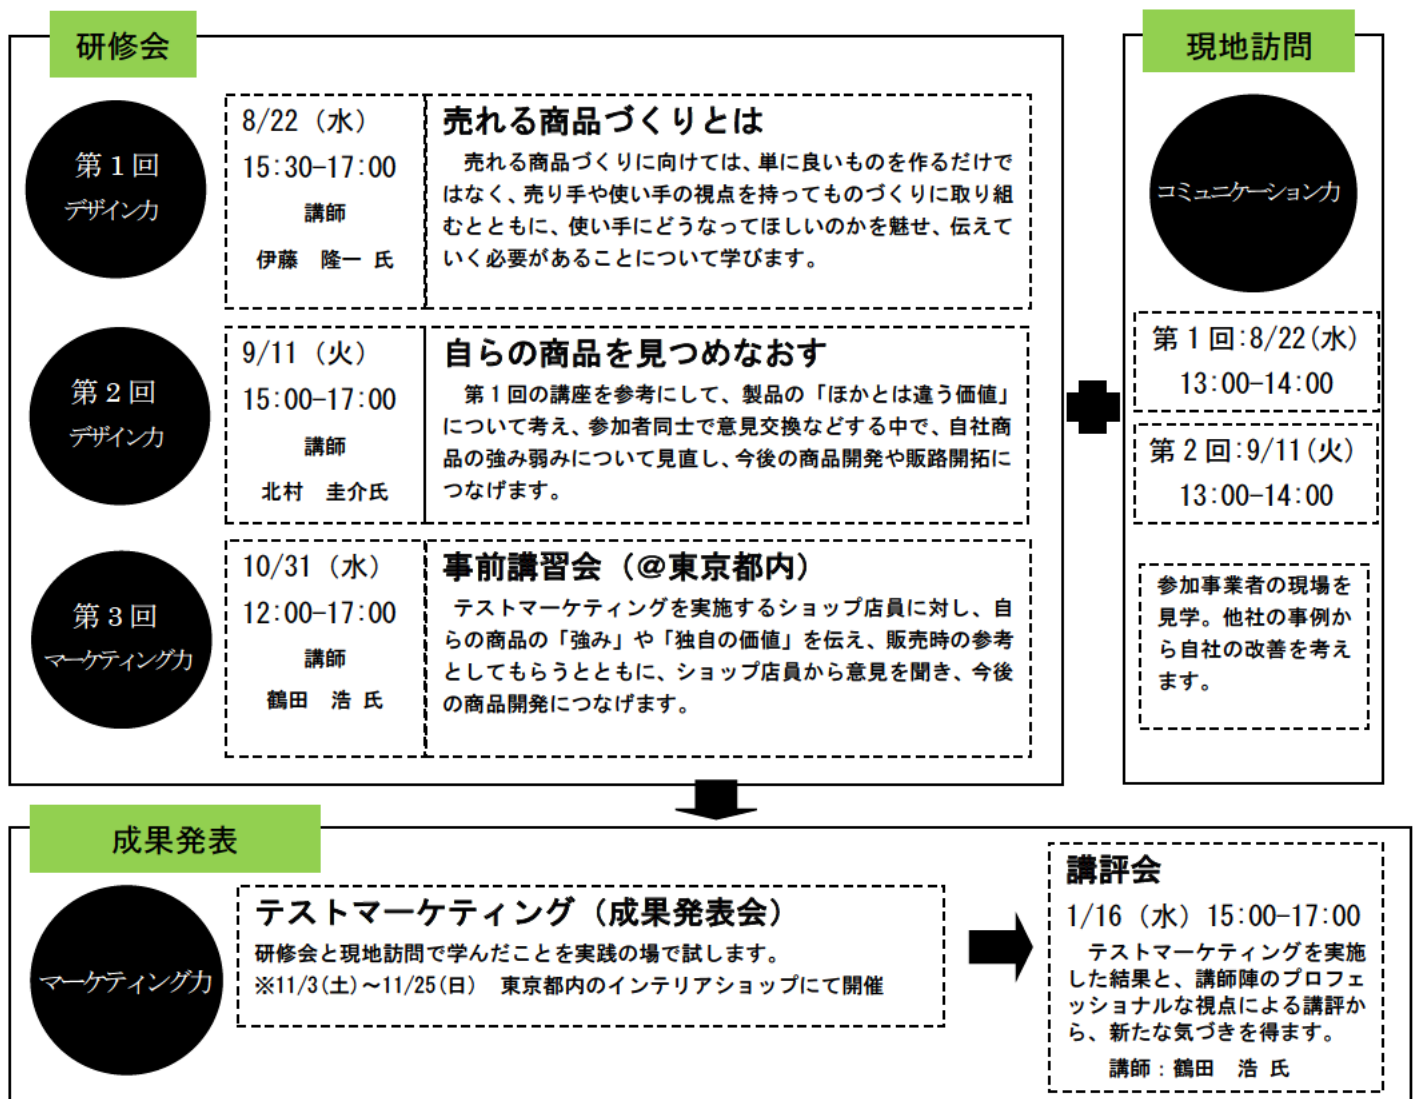 研修会
第１回
デザイン力
8/22（水）
15:30-17:00
講師
伊藤　隆一 氏
売れる商品づくりとは
　売れる商品づくりに向けては、単に良いものを作るだけで
はなく、売り手や使い手の視点を持ってものづくりに取り組
むとともに、使い手にどうなってほしいのかを魅せ、伝えて
いく必要があることについて学びます。
第２回
デザイン力
9/11（火）
15:00-17:00
講師
北村　圭介氏
自らの商品を見つめなおす
　第１回の講座を参考にして、製品の「ほかとは違う価値」
について考え、参加者同士で意見交換などする中で、自社商
品の強み弱みについて見直し、今後の商品開発や販路開拓に
つなげます。
第３回
マーケティング力
10/31（水）
12:00-17:00
講師
鶴田　浩 氏
事前講習会（＠東京都内）
テストマーケティングを実施するショップ店員に対し、自
らの商品の「強み」や「独自の価値」を伝え、販売時の参考
としてもらうとともに、ショップ店員から意見を聞き、今後
の商品開発につなげます。
現地訪問
コミュニケーション力
第１回:8/22(水)
13:00-14:00
第２回:9/11(火)
13:00-14:00
参加事業者の現場を
見学。他社の事例か
ら自社の改善を考え
ます。
成果発表
マーケティング力
テストマーケティング（成果発表会）
研修会と現地訪問で学んだことを実践の場で試します。
※11/3(土)～11/25(日)　東京都内のインテリアショップにて開催
講評会
1/16（水）15:00-17:00
　テストマーケティングを実施
した結果と、講師陣のプロフェ
ッショナルな視点による講評か
ら、新たな気づきを得ます。
講師：鶴田　浩 氏